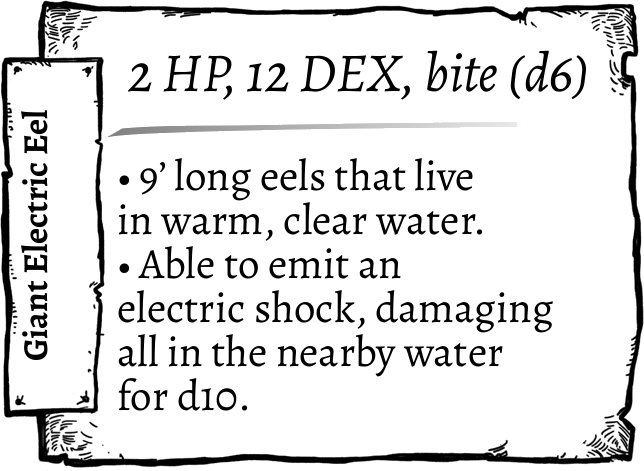 Giant Electric Eel
2 HP, 12 DEX, bite (d6)
• 9’ long eels that live
in warm, clear water.
• Able to emit an
electric shock, damaging
all in the nearby water
for d10.